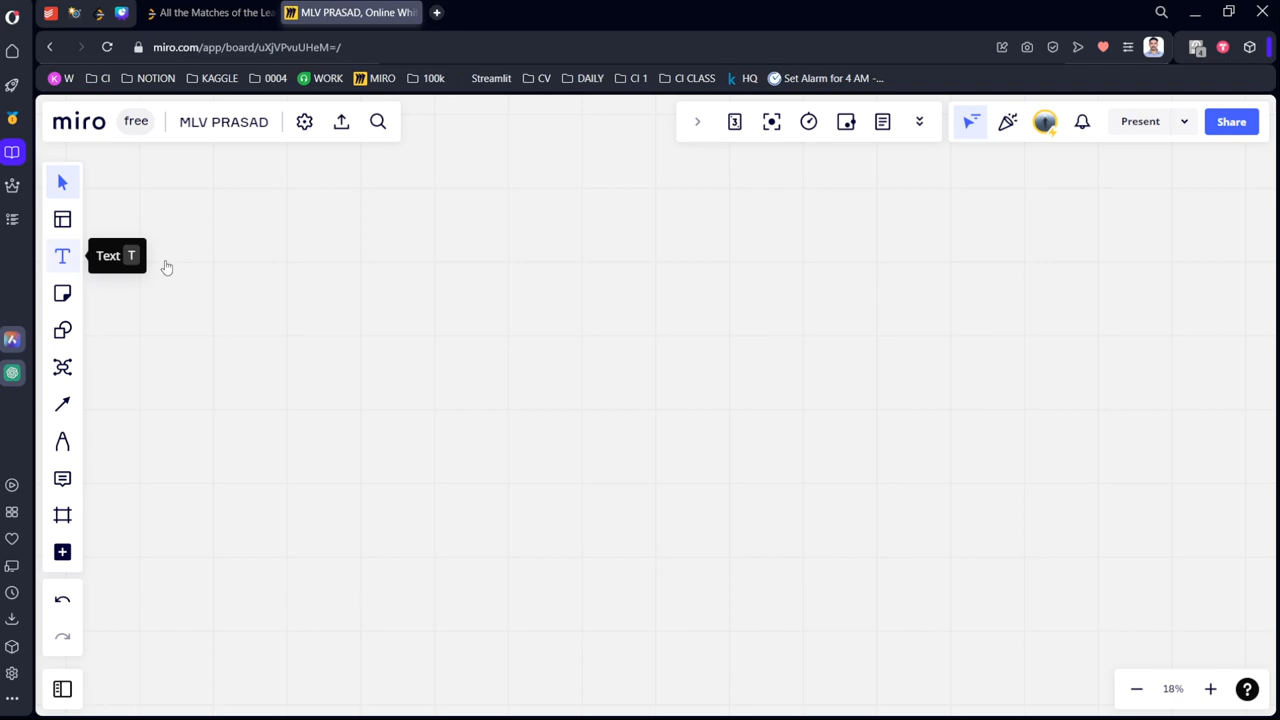 All the Matches of the Lea
MLV PRASAD, Online Whi
miro.com/app/board/uXjVPvuUHeM=/
W
CI
NOTION
KAGGLE
0004
WORK
MIRO
100k
Streamlit
CV
DAILY
CI 1
CI CLASS
HQ
Set Alarm for 4 AM -...
miro
free
MLV PRASAD
3
Present
Share
Text T
18%
?